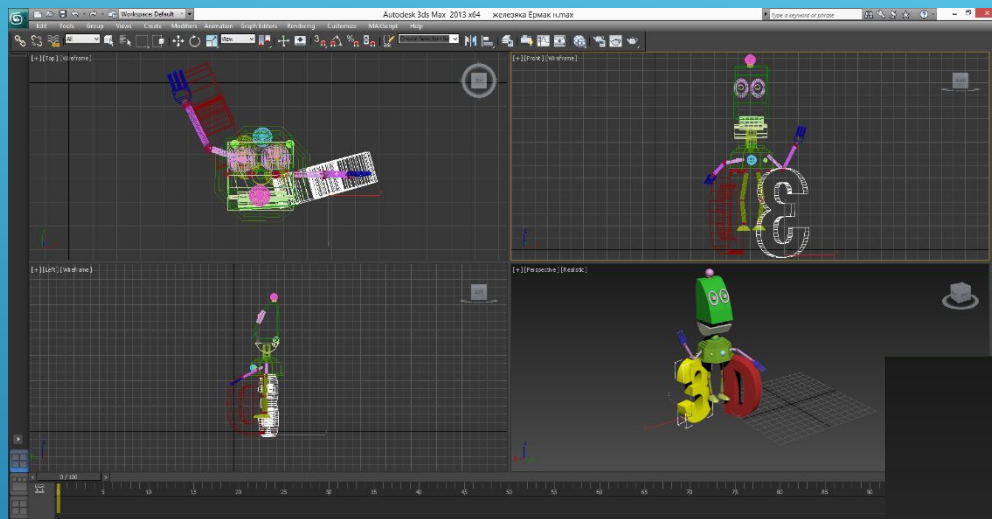 Workspace: Default
Autodesk 3ds Max 2013 x64 железяка Ермак н.max
Type a keyword or phrase
Edit Tools Group Views Create Modifiers Animation Graph Editors Rendering Customize MAXScript Help
All
View
[+][Top][Wireframe]
[+][Front][Wireframe]
[+][Left][Wireframe]
[+][Perspective][Realistic]
3
0
0 / 100
5 10 15 20 25 30 35 40 45 50 55 60 65 70 75 80 85 90